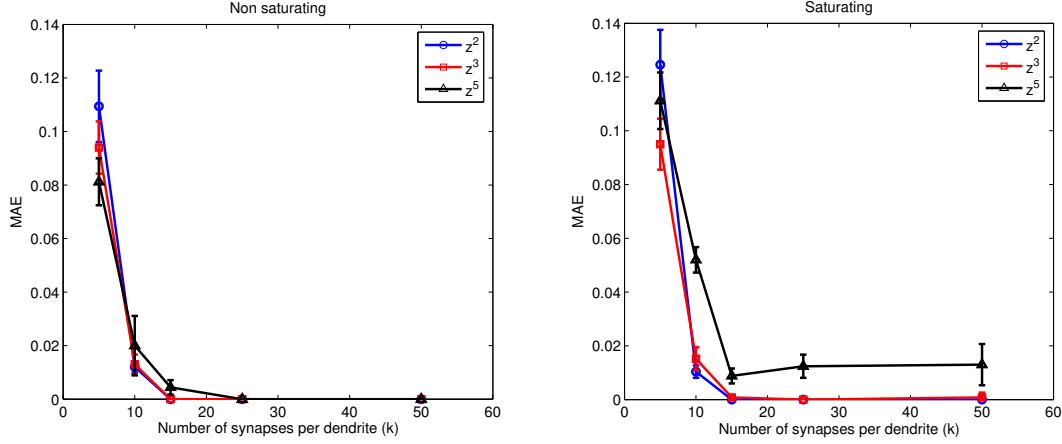 Non saturating
0.14
0.12
0.1
0.08
0.06
0.04
0.02
0
MAE
0 10 20 30 40 50 60
Number of synapses per dendrite (k)
z²
z³
z⁵
Saturating
0.14
0.12
0.1
0.08
0.06
0.04
0.02
0
MAE
0 10 20 30 40 50 60
Number of synapses per dendrite (k)
z²
z³
z⁵